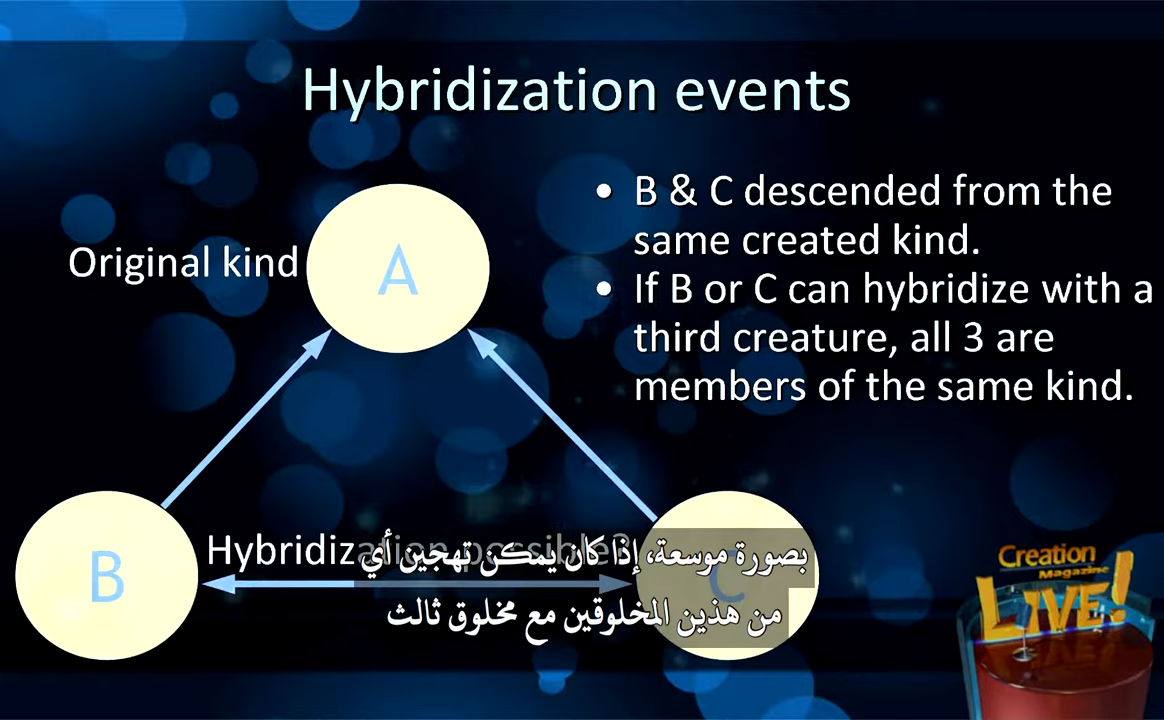 Hybridization events
Original kind
A
• B & C descended from the
same created kind.
• If B or C can hybridize with a
third creature, all 3 are
members of the same kind.
B
Hybridization possible?
C
بصورة موسعة، إذا كان يمكن تهجين أي
من هذين المخلوقين مع مخلوق ثالث
Creation
Magazine
LIVE!